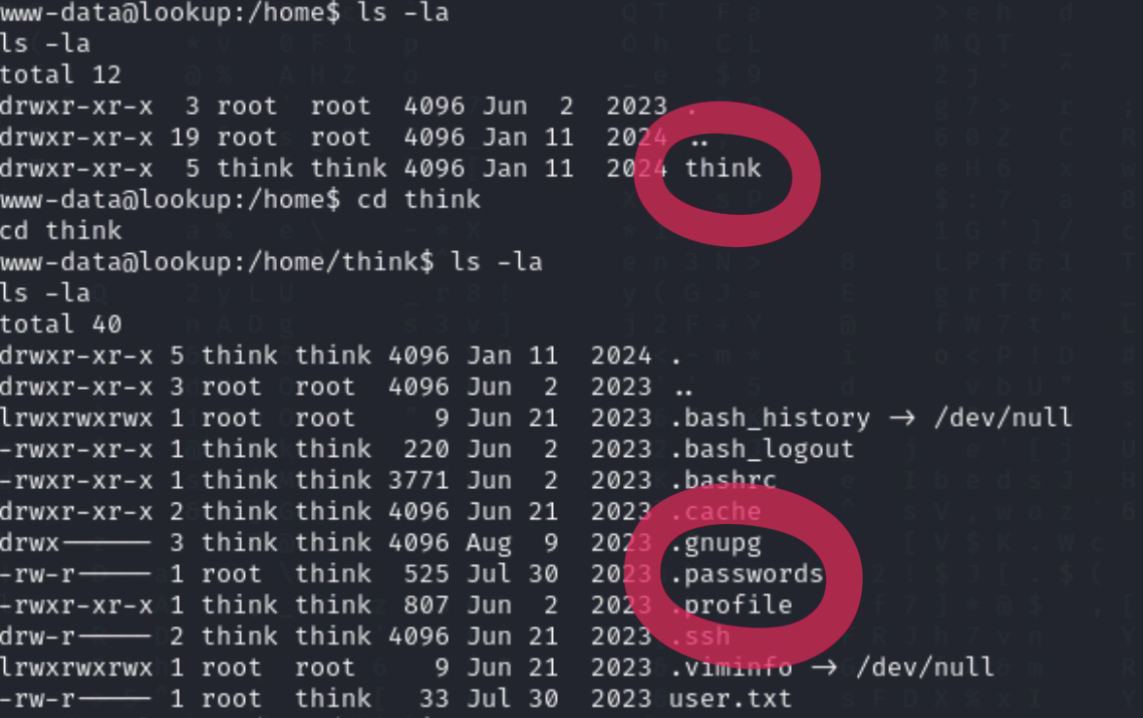 www-data@lookup:/home$ ls -la
ls -la
total 12
drwxr-xr-x  3 root  root  4096 Jun  2  2023 .
drwxr-xr-x 19 root  root  4096 Jan 11  2024 ..
drwxr-xr-x  5 think think 4096 Jan 11  2024 think
www-data@lookup:/home$ cd think
cd think
www-data@lookup:/home/think$ ls -la
ls -la
total 40
drwxr-xr-x 5 think think 4096 Jan 11  2024 .
drwxr-xr-x 3 root  root  4096 Jun  2  2023 ..
lrwxrwxrwx 1 root  root     9 Jun 21  2023 .bash_history → /dev/null
-rwxr-xr-x 1 think think  220 Jun  2  2023 .bash_logout
-rwxr-xr-x 1 think think 3771 Jun  2  2023 .bashrc
drwxr-xr-x 2 think think 4096 Jun 21  2023 .cache
drwx------ 3 think think 4096 Aug  9  2023 .gnupg
-rw-r----- 1 root  think  525 Jul 30  2023 .passwords
-rwxr-xr-x 1 think think  807 Jun  2  2023 .profile
drw-r----- 2 think think 4096 Jun 21  2023 .ssh
lrwxrwxrwx 1 root  root     9 Jun 21  2023 .viminfo → /dev/null
-rw-r----- 1 root  think   33 Jul 30  2023 user.txt